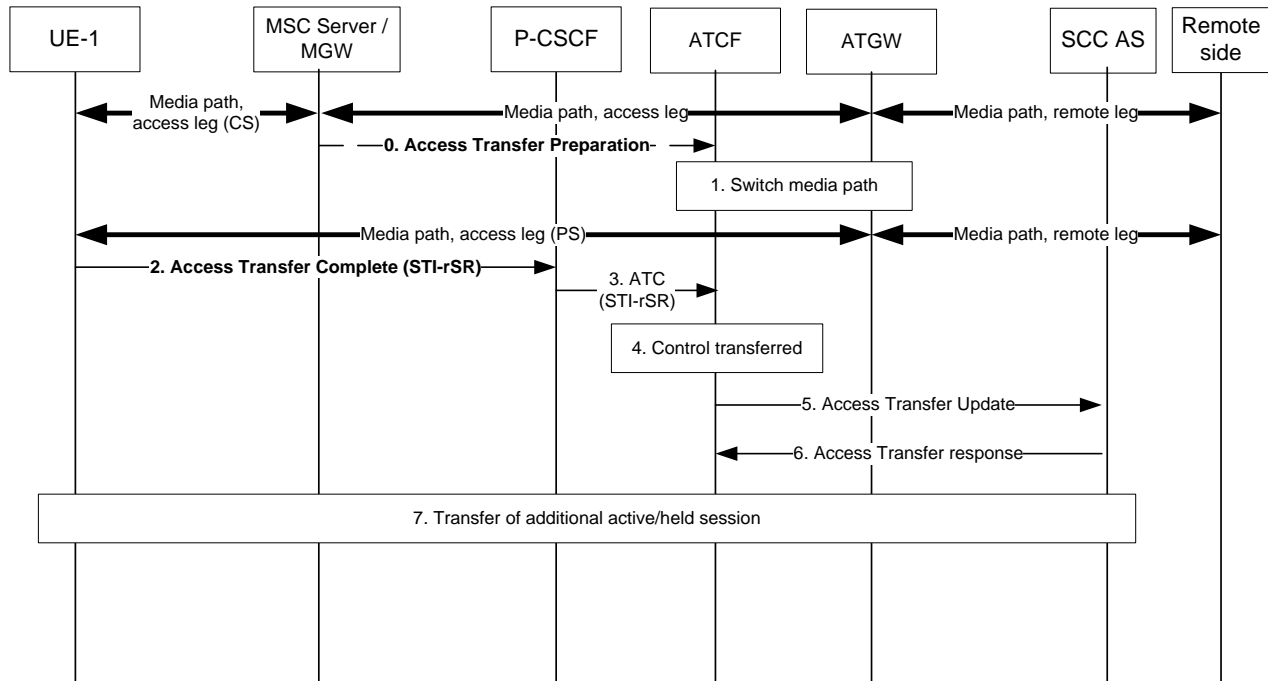 UE-1
MSC Server /
MGW
P-CSCF
ATCF
ATGW
SCC AS
Remote
side
Media path,
access leg (CS)
Media path, access leg
Media path, remote leg
0. Access Transfer Preparation
1. Switch media path
Media path, access leg (PS)
Media path, remote leg
2. Access Transfer Complete (STI-rSR)
3. ATC
(STI-rSR)
4. Control transferred
5. Access Transfer Update
6. Access Transfer response
7. Transfer of additional active/held session